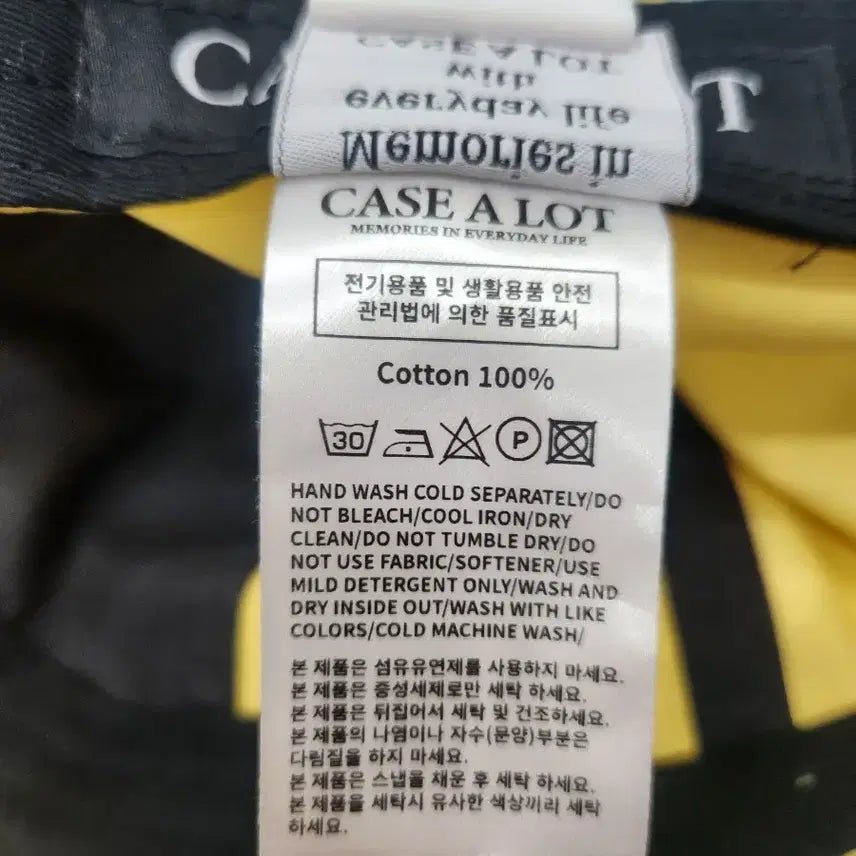 CASE A LOT
with
everyday life
Memories in
C T
CASE A LOT
MEMORIES IN EVERYDAY LIFE
전기용품 및 생활용품 안전
관리법에 의한 품질표시
Cotton 100%
30 P
HAND WASH COLD SEPARATELY/DO
NOT BLEACH/COOL IRON/DRY
CLEAN/DO NOT TUMBLE DRY/DO
NOT USE FABRIC/SOFTENER/USE
MILD DETERGENT ONLY/WASH AND
DRY INSIDE OUT/WASH WITH LIKE
COLORS/COLD MACHINE WASH/
본 제품은 섬유유연제를 사용하지 마세요.
본 제품은 중성세제로만 세탁 하세요.
본 제품은 뒤집어서 세탁 및 건조하세요.
본 제품의 나염이나 자수(문양)부분은
다림질을 하지 마세요.
본 제품은 스냅을 채운 후 세탁 하세요.
본 제품을 세탁시 유사한 색상끼리 세탁
하세요.